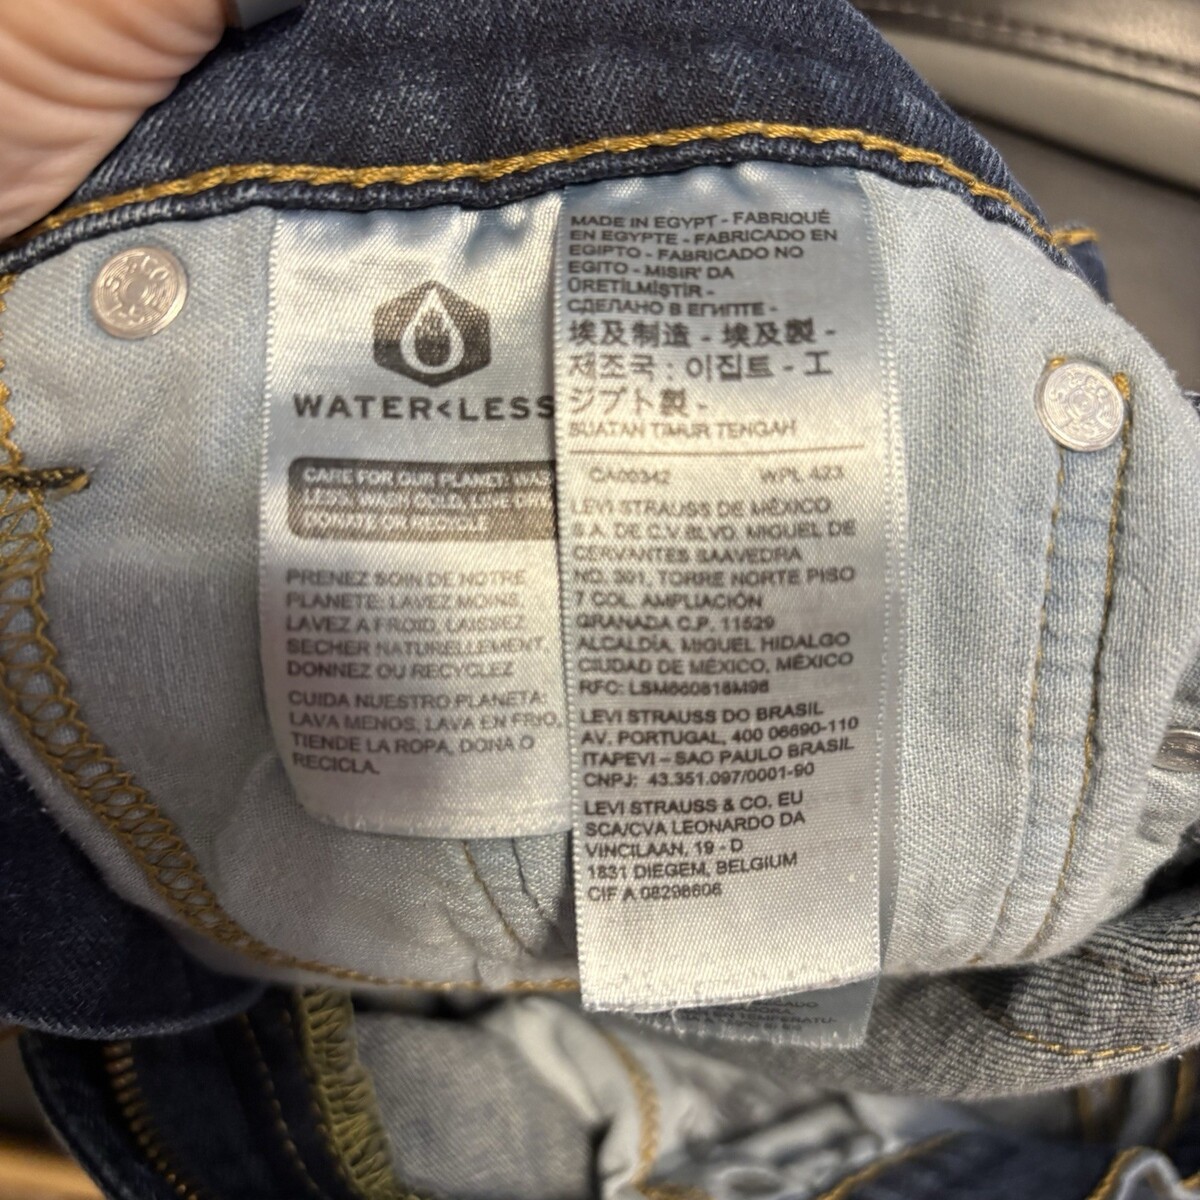 WATER<LESS
CARE FOR OUR PLANET: WAS
LESS, WASH COLD, LINE DRY,
DONATE OR RECYCLE
PRENEZ SOIN DE NOTRE
PLANETE: LAVEZ MOINS,
LAVEZ A FROID, LAISSEZ
SECHER NATURELLEMENT,
DONNEZ OU RECYCLEZ
CUIDA NUESTRO PLANETA:
LAVA MENOS, LAVA EN FRIO,
TIENDE LA ROPA, DONA O
RECICLA.
MADE IN EGYPT - FABRIQUÉ
EN EGYPTE - FABRICADO EN
EGIPTO - FABRICADO NO
EGITO - MISIR' DA
ÜRETİLMİŞTİR -
СДЕЛАНО В ЕГИПТЕ -
埃及制造 - 埃及製 -
제조국 : 이집트 - エ
ジプト製 -
BUATAN TIMUR TENGAH
CA00342 WPL 423
LEVI STRAUSS DE MÉXICO
S.A. DE C.V. BLVD. MIGUEL DE
CERVANTES SAAVEDRA
NO. 301, TORRE NORTE PISO
7 COL. AMPLIACIÓN
GRANADA C.P. 11529
ALCALDÍA. MIGUEL HIDALGO
CIUDAD DE MÉXICO, MÉXICO
RFC: LSM860818M96
LEVI STRAUSS DO BRASIL
AV. PORTUGAL, 400 06690-110
ITAPEVI – SAO PAULO BRASIL
CNPJ: 43.351.097/0001-90
LEVI STRAUSS & CO. EU
SCA/CVA LEONARDO DA
VINCILAAN, 19 - D
1831 DIEGEM, BELGIUM
CIF A 08298606